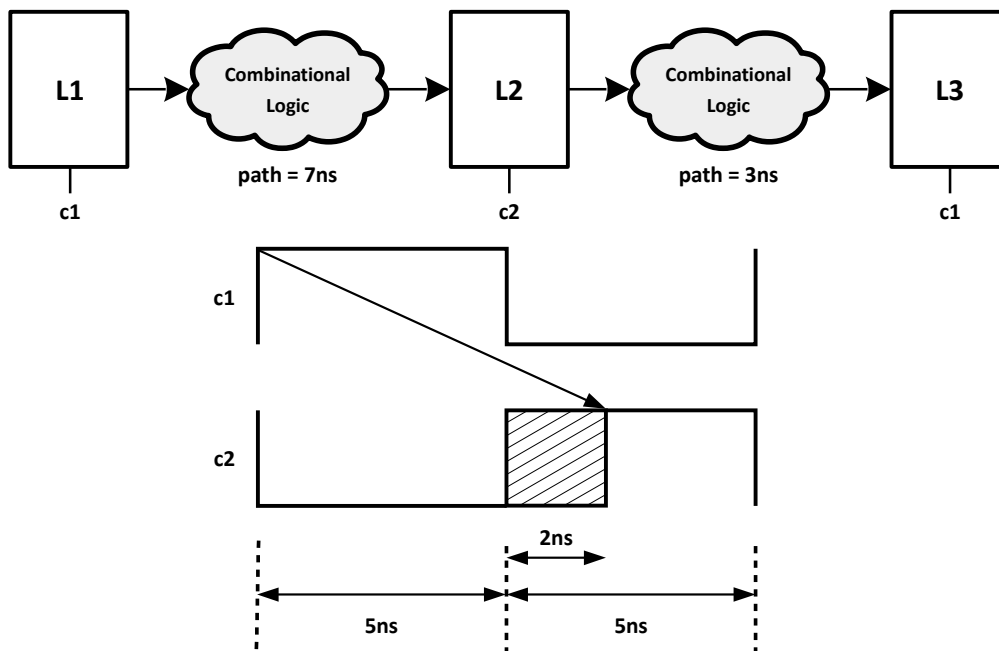 L1
Combinational
Logic
L2
Combinational
Logic
L3
path = 7ns
path = 3ns
c1
c2
c1
c1
c2
2ns
5ns
5ns